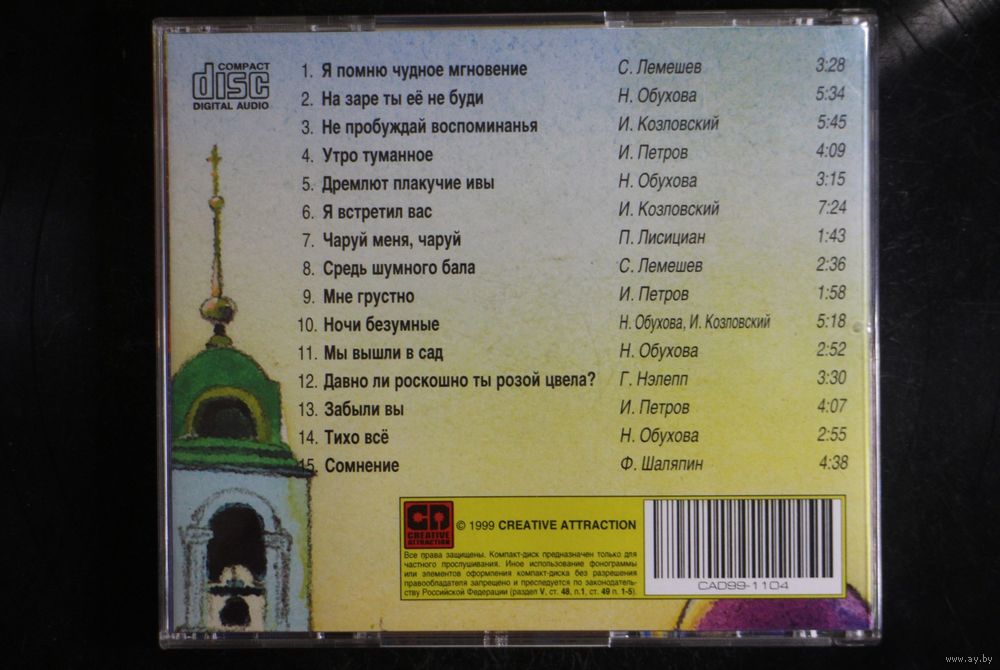 COMPACT
disc
DIGITAL AUDIO
1. Я помню чудное мгновение С. Лемешев 3:28
2. На заре ты её не буди Н. Обухова 5:34
3. Не пробуждай воспоминанья И. Козловский 5:45
4. Утро туманное И. Петров 4:09
5. Дремлют плакучие ивы Н. Обухова 3:15
6. Я встретил вас И. Козловский 7:24
7. Чаруй меня, чаруй П. Лисициан 1:43
8. Средь шумного бала С. Лемешев 2:36
9. Мне грустно И. Петров 1:58
10. Ночи безумные Н. Обухова, И. Козловский 5:18
11. Мы вышли в сад Н. Обухова 2:52
12. Давно ли роскошно ты розой цвела? Г. Нэлепп 3:30
13. Забыли вы И. Петров 4:07
14. Тихо всё Н. Обухова 2:55
15. Сомнение Ф. Шаляпин 4:38
CD
CREATIVE
ATTRACTION
© 1999 CREATIVE ATTRACTION
Все права защищены. Компакт-диск предназначен только для
частного прослушивания. Иное использование фонограммы
или элементов оформления компакт-диска без разрешения
правообладателя запрещено и преследуется по законодатель-
ству Российской Федерации (раздел V, ст. 48, п.1, ст. 49 п. 1-5).
CAD99-1104
www.ay.by